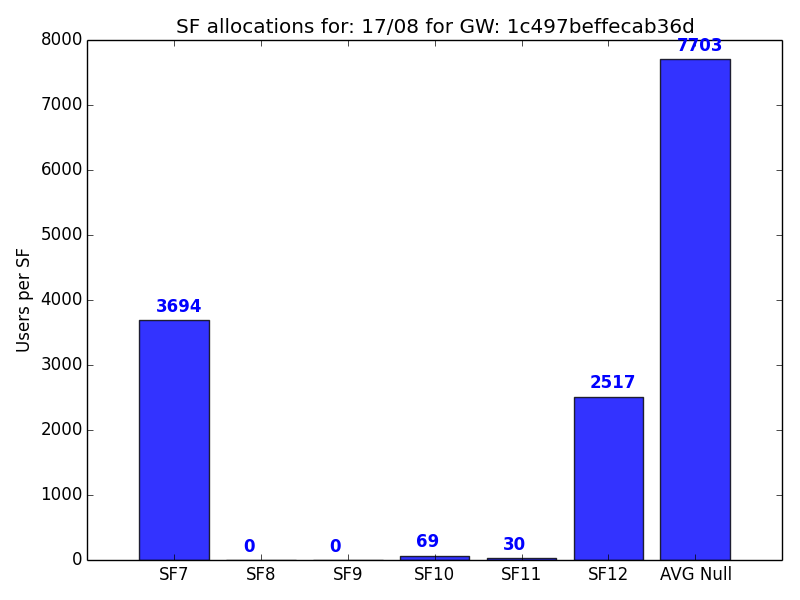 SF allocations for: 17/08 for GW: 1c497beffecab36d
8000
7000
6000
5000
4000
3000
2000
1000
0
Users per SF
3694
0
0
69
30
2517
7703
SF7
SF8
SF9
SF10
SF11
SF12
AVG Null